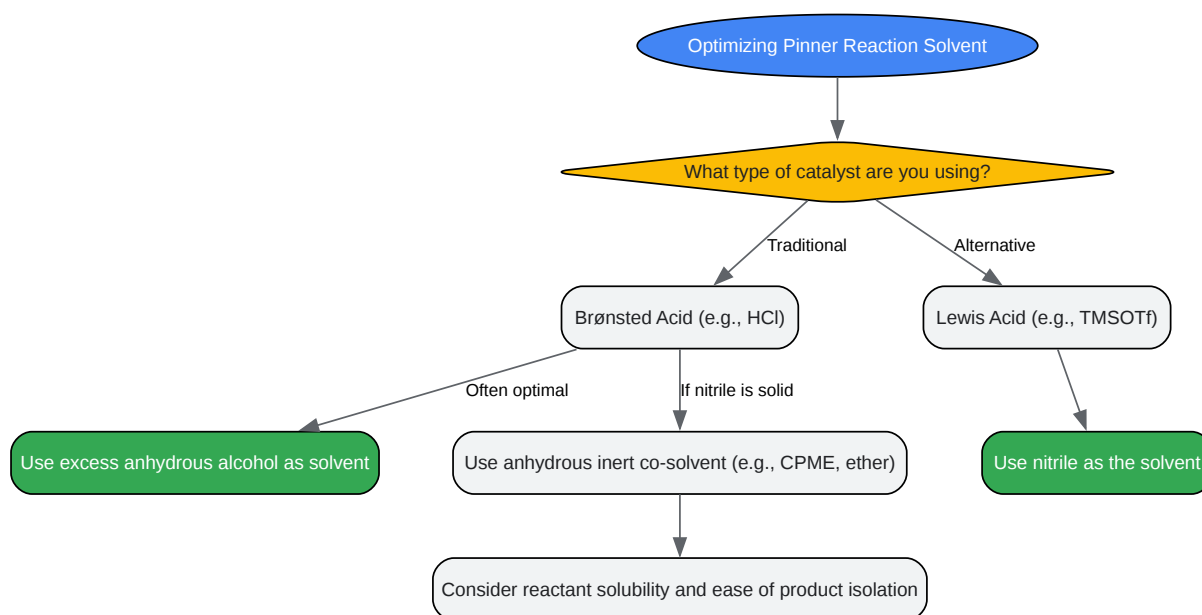 Optimizing Pinner Reaction Solvent
What type of catalyst are you using?
Traditional
Alternative
Brønsted Acid (e.g., HCl)
Lewis Acid (e.g., TMSOTf)
Often optimal
If nitrile is solid
Use excess anhydrous alcohol as solvent
Use anhydrous inert co-solvent (e.g., CPME, ether)
Use nitrile as the solvent
Consider reactant solubility and ease of product isolation